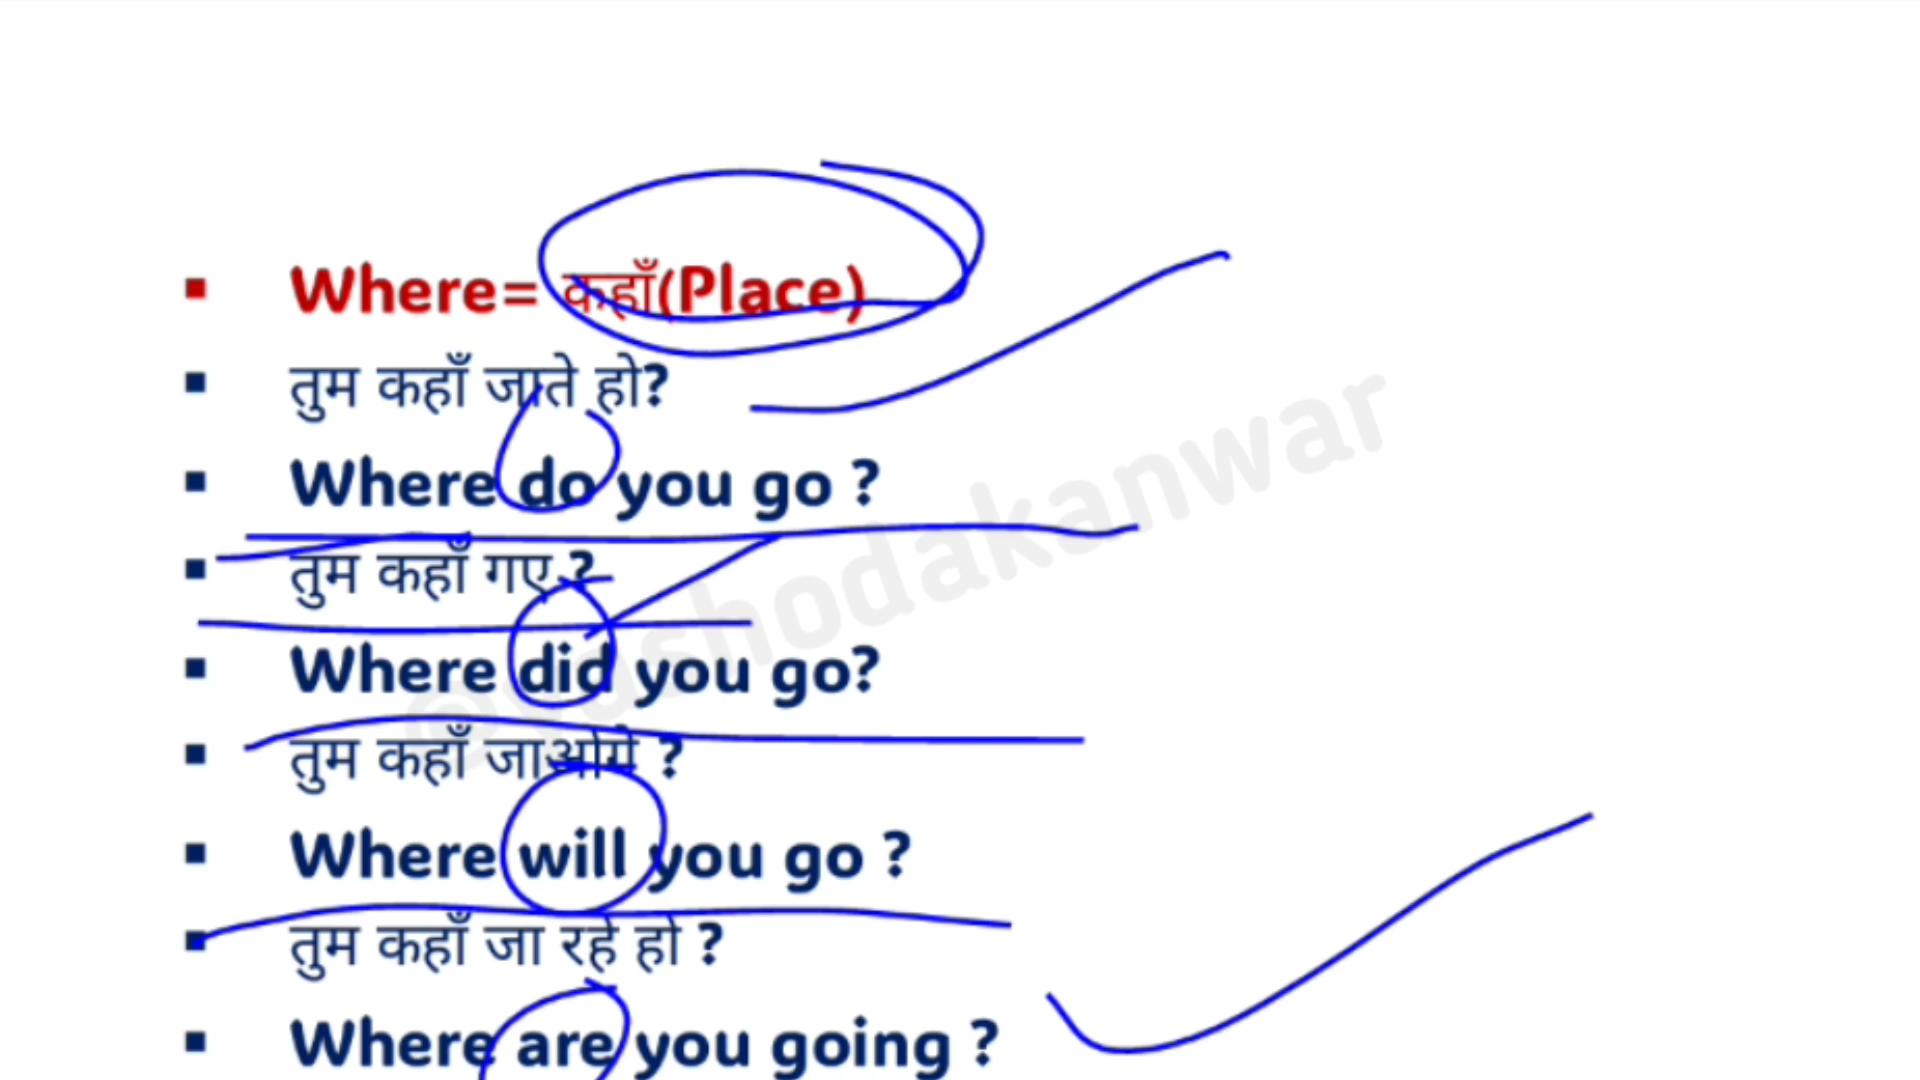 Where= कहाँ(Place)
तुम कहाँ जाते हो?
Where do you go ?
तुम कहाँ गए ?
Where did you go?
तुम कहाँ जाओगे ?
Where will you go ?
तुम कहाँ जा रहे हो ?
Where are you going ?
@yashodakanwar